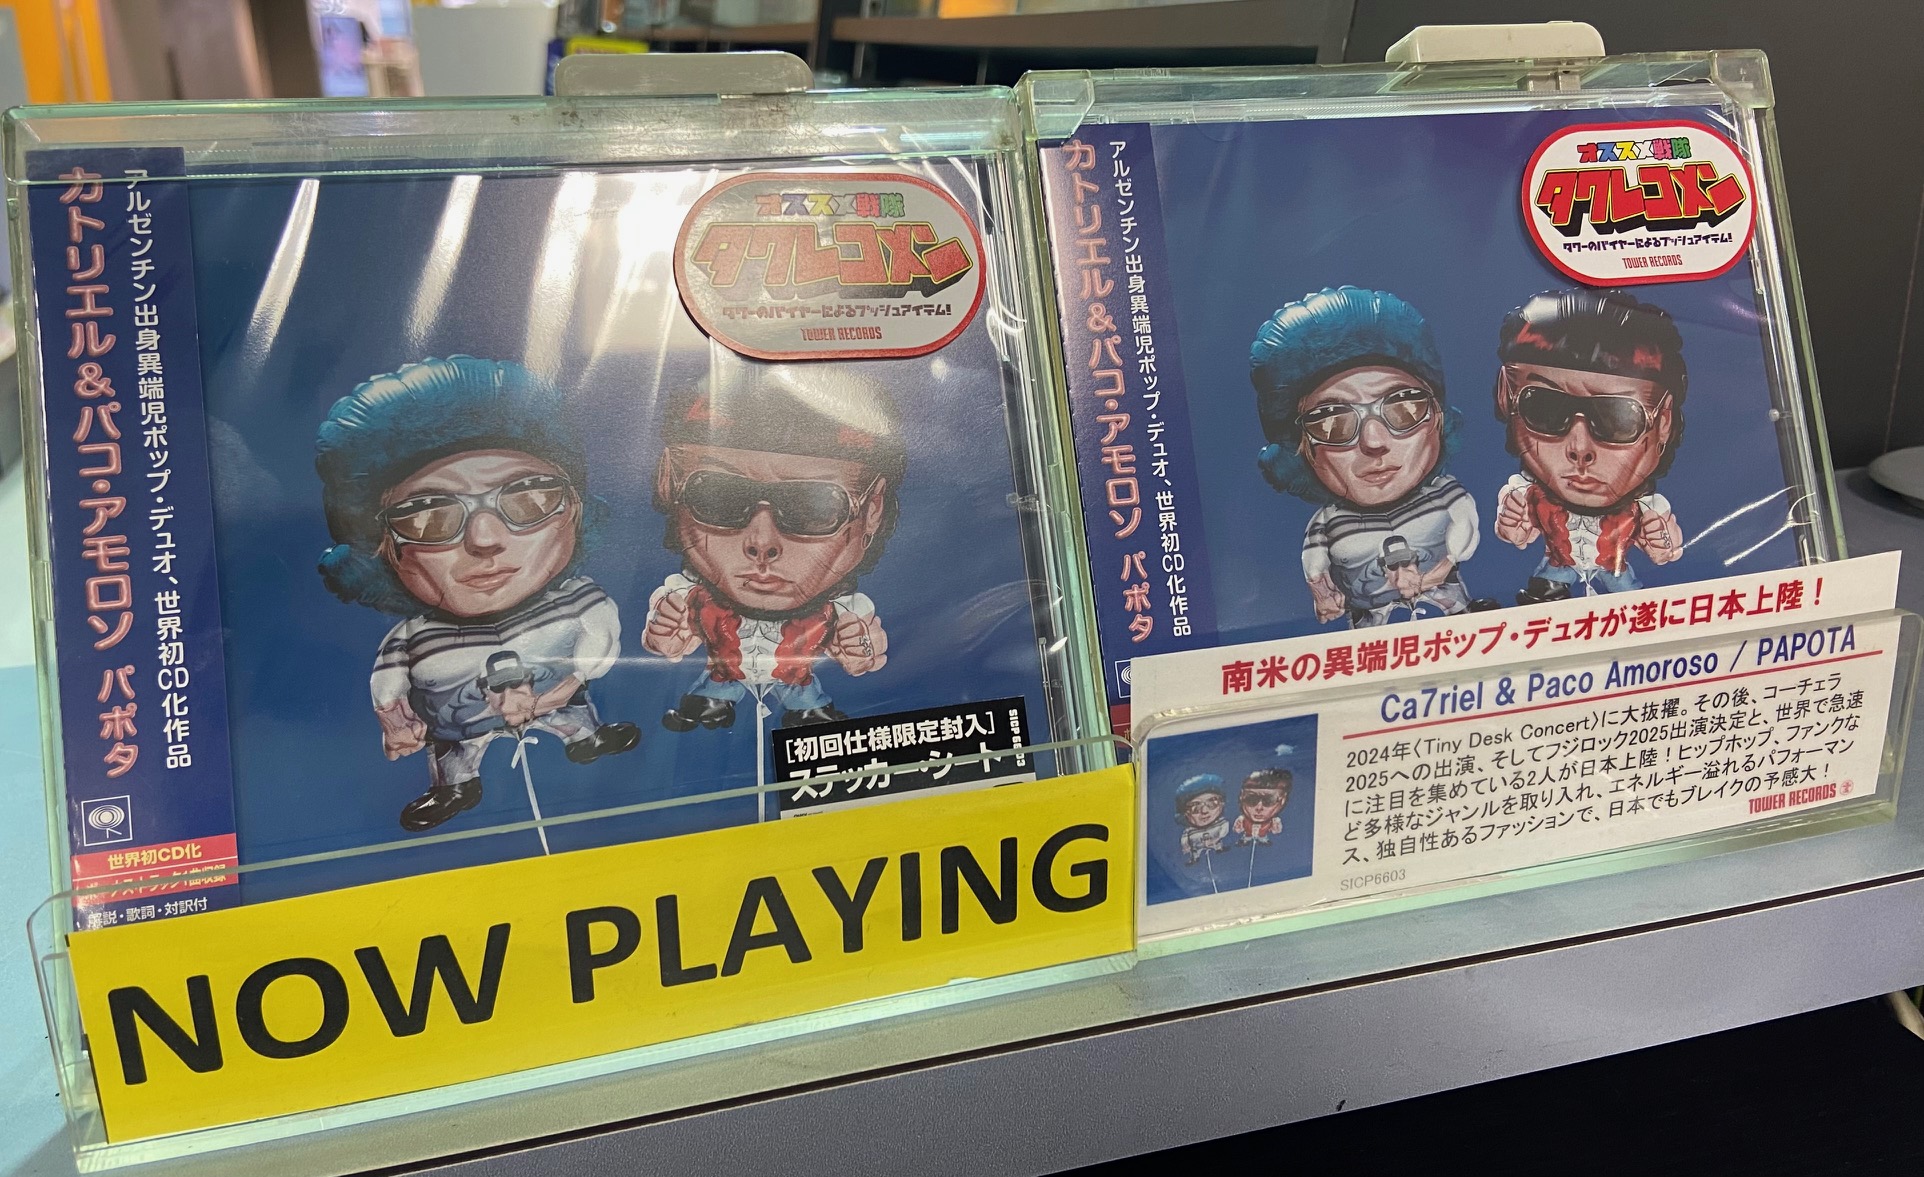 カトリエル&パコ・アモロソ パポタ
アルゼンチン出身異端児ポップ・デュオ、世界初CD化作品
世界初CD化
ボーナストラック1曲収録
解説・歌詞・対訳付
オススメ戦隊
タワレコメン
タワーのバイヤーによるプッシュアイテム!
TOWER RECORDS
[初回仕様限定封入]
ステッカー・シート
SICP 6603
NOW PLAYING
カトリエル&パコ・アモロソ パポタ
アルゼンチン出身異端児ポップ・デュオ、世界初CD化作品
オススメ戦隊
タワレコメン
タワーのバイヤーによるプッシュアイテム!
TOWER RECORDS
南米の異端児ポップ・デュオが遂に日本上陸!
Ca7riel & Paco Amoroso / PAPOTA
2024年〈Tiny Desk Concert〉に大抜擢。その後、コーチェラ
2025への出演、そしてフジロック2025出演決定と、世界で急速
に注目を集めている2人が日本上陸!ヒップホップ、ファンクな
ど多様なジャンルを取り入れ、エネルギー溢れるパフォーマン
ス、独自性あるファッションで、日本でもブレイクの予感大!
TOWER RECORDS
SICP6603